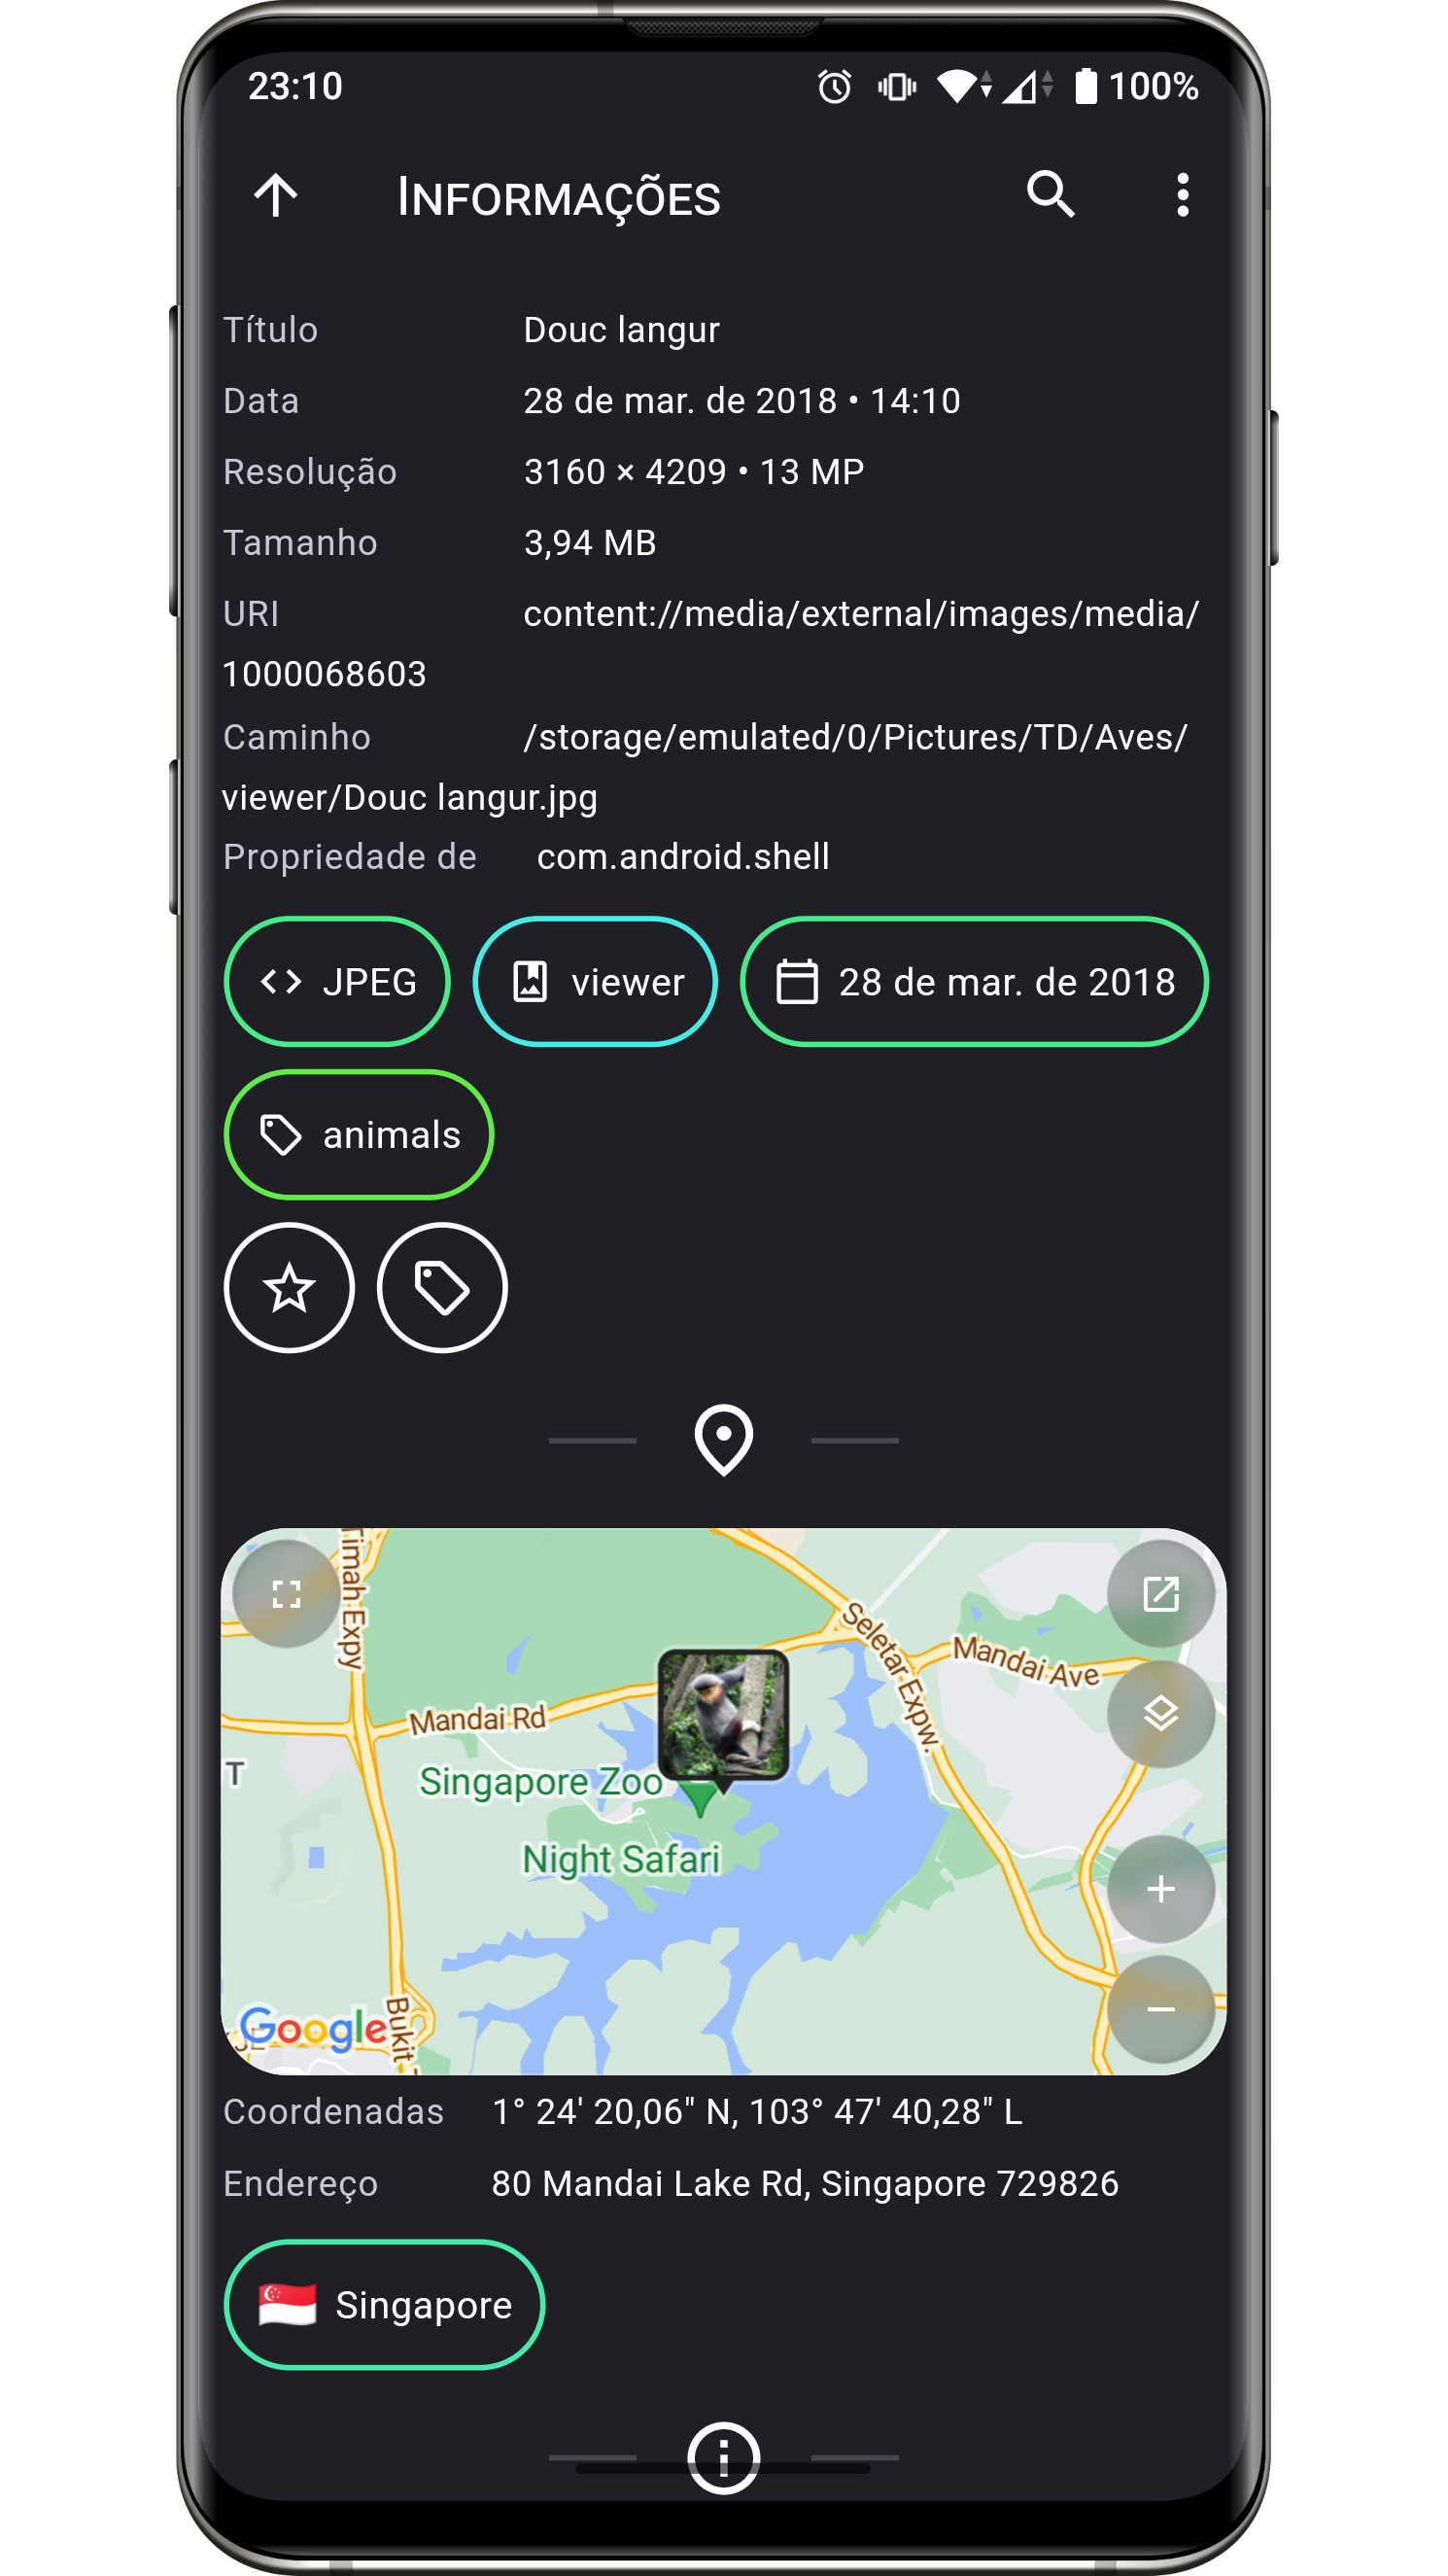 23:10 100%
INFORMAÇÕES
Título Douc langur
Data 28 de mar. de 2018 • 14:10
Resolução 3160 × 4209 • 13 MP
Tamanho 3,94 MB
URI content://media/external/images/media/
1000068603
Caminho /storage/emulated/0/Pictures/TD/Aves/
viewer/Douc langur.jpg
Propriedade de com.android.shell
JPEG viewer 28 de mar. de 2018
animals
Timah Expy
Seletar Expw.
Mandai Ave
Mandai Rd
T
Singapore Zoo
Night Safari
Bukit
Google
Coordenadas 1° 24' 20,06" N, 103° 47' 40,28" L
Endereço 80 Mandai Lake Rd, Singapore 729826
Singapore